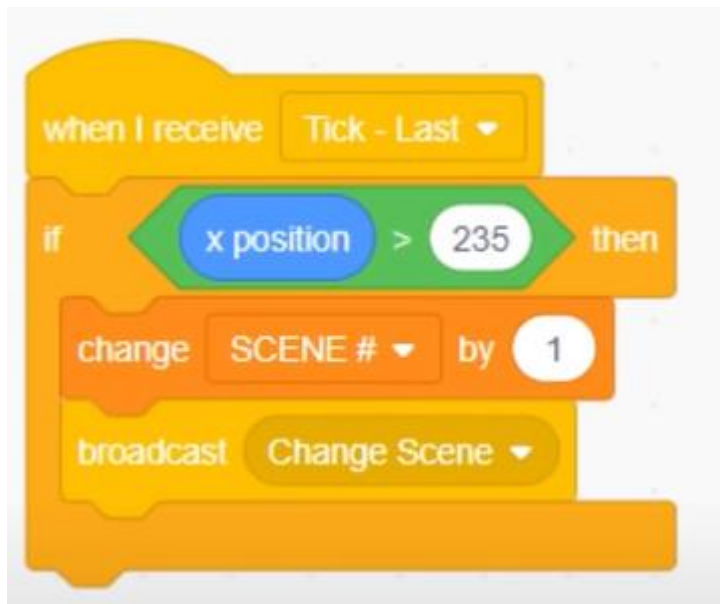 when I receive Tick - Last
if x position > 235 then
change SCENE # by 1
broadcast Change Scene